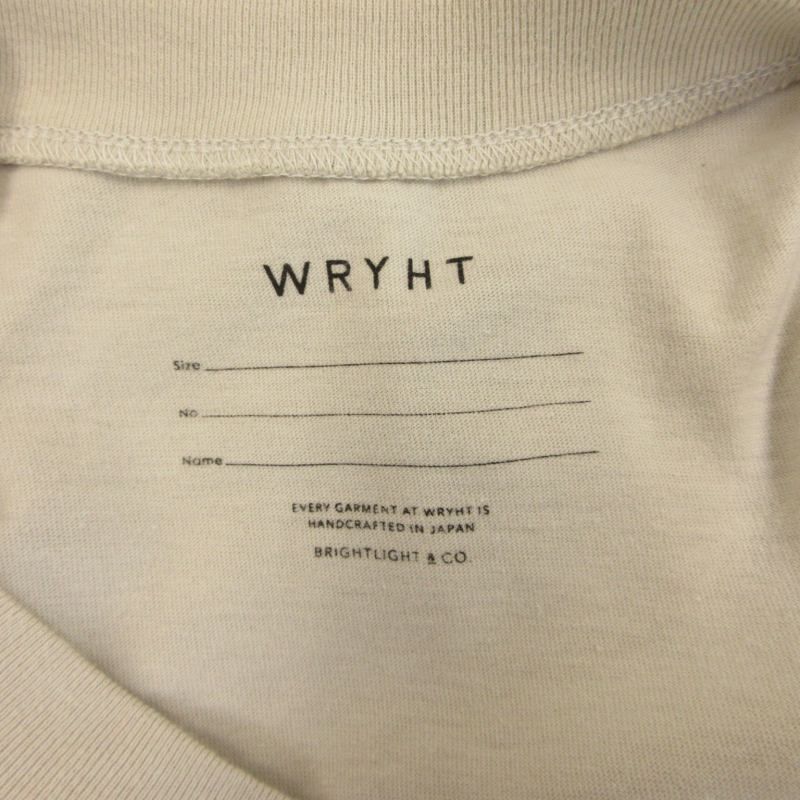 WRYHT
Size
No
Name
EVERY GARMENT AT WRYHT IS
HANDCRAFTED IN JAPAN
BRIGHTLIGHT & CO.